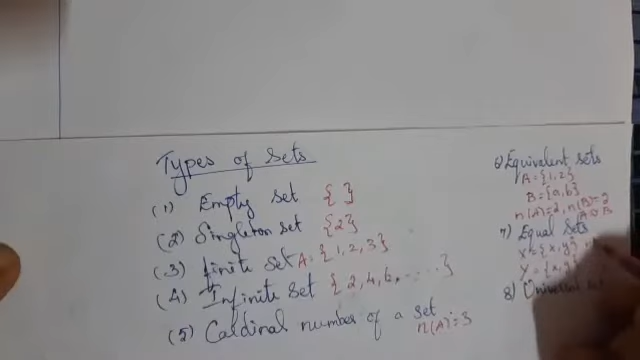 Types of Sets
(1) Empty set { }
(2) Singleton set {2}
(3) finite set A = {1, 2, 3}
(4) Infinite set {2, 4, 6, .....}
(5) Cardinal number of a set
n(A) = 3
6) Equivalent sets
A = {1, 2}
B = {a, b}
n(A) = 2, n(B) = 2
A ⇔ B
7) Equal Sets
X = {x, y}
Y =
8)